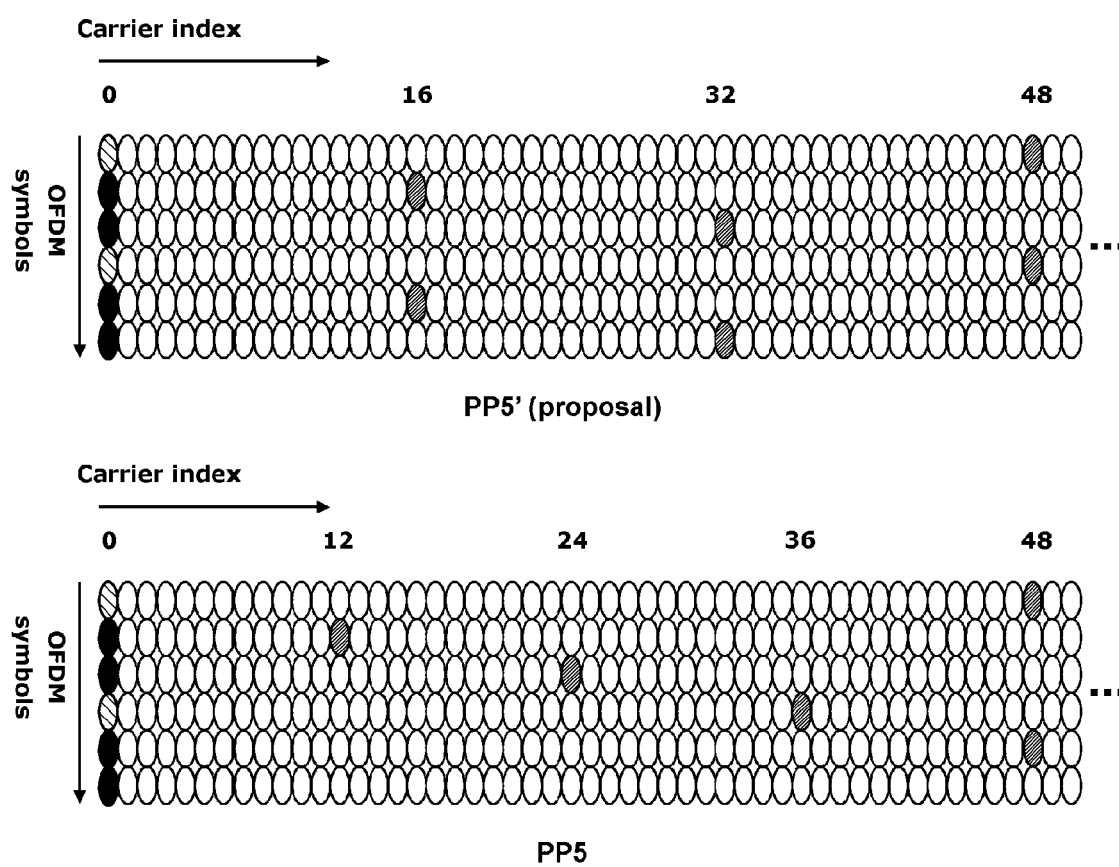 Carrier index
0 16 32 48
OFDM
symbols
...
PP5’ (proposal)
Carrier index
0 12 24 36 48
OFDM
symbols
...
PP5